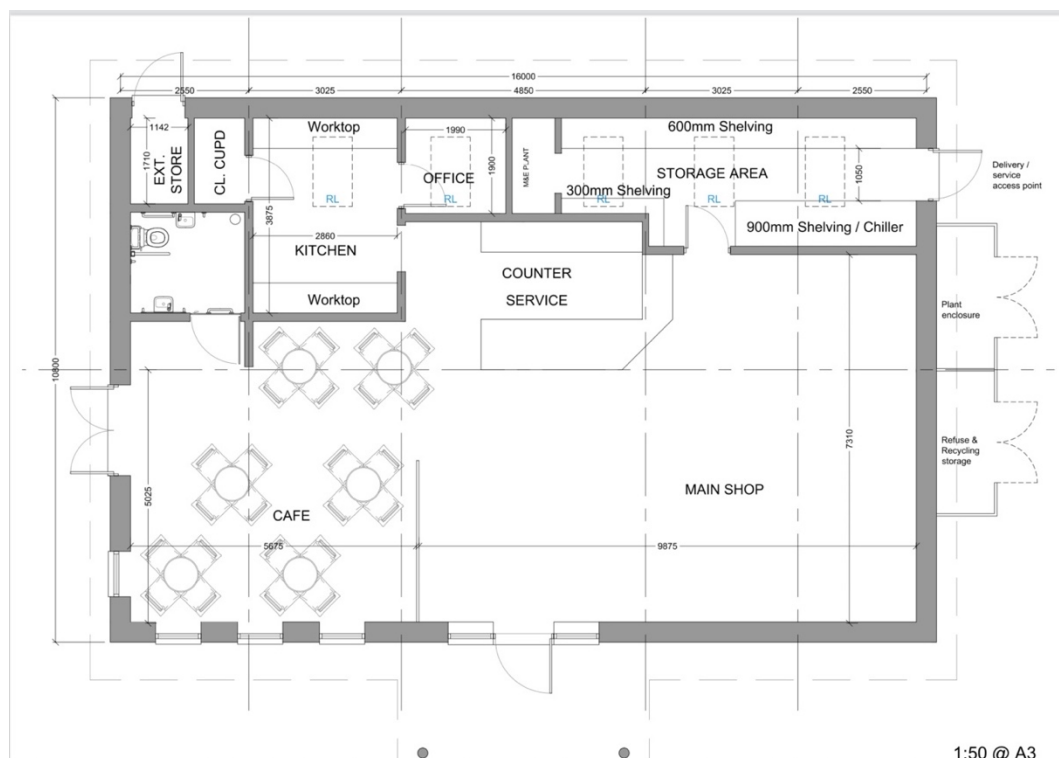 16000
2550
3025
4850
3025
2550
1142
1710
EXT.
STORE
CL. CUPD
Worktop
RL
3875
2860
KITCHEN
Worktop
1990
OFFICE
1900
RL
M&E PLANT
600mm Shelving
STORAGE AREA
300mm Shelving
RL
RL
RL
1050
900mm Shelving / Chiller
Delivery /
service
access point
COUNTER
SERVICE
Plant
enclosure
10800
5025
CAFE
5675
9875
MAIN SHOP
7310
Refuse &
Recycling
storage
1:50 @ A3